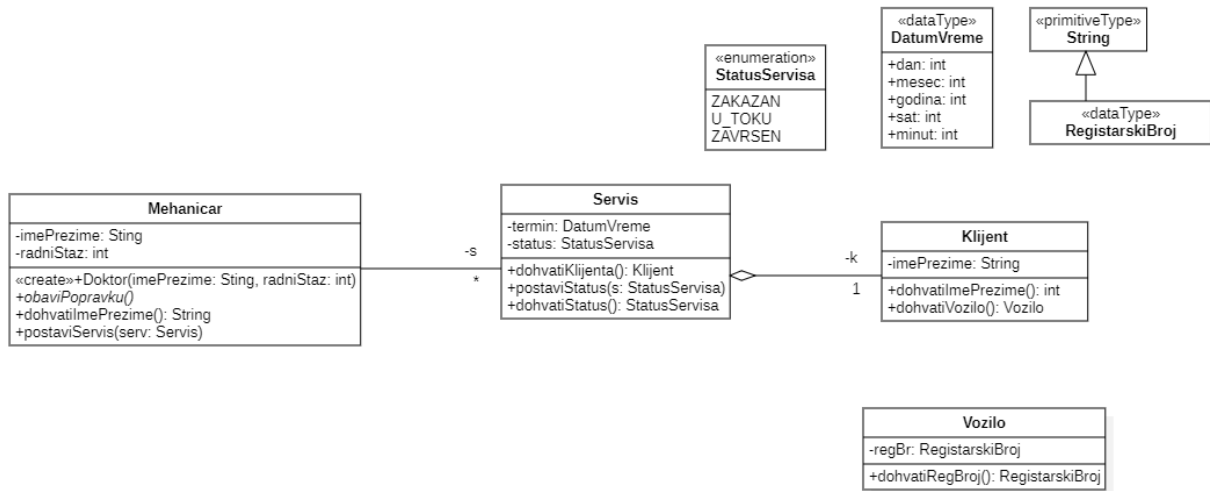 «enumeration»
StatusServisa
ZAKAZAN
U_TOKU
ZAVRSEN
«dataType»
DatumVreme
+dan: int
+mesec: int
+godina: int
+sat: int
+minut: int
«primitiveType»
String
«dataType»
RegistarskiBroj
Mehanicar
-imePrezime: Sting
-radniStaz: int
«create»+Doktor(imePrezime: Sting, radniStaz: int)
+obaviPopravku()
+dohvatiImePrezime(): String
+postaviServis(serv: Servis)
-s
*
Servis
-termin: DatumVreme
-status: StatusServisa
+dohvatiKlijenta(): Klijent
+postaviStatus(s: StatusServisa)
+dohvatiStatus(): StatusServisa
-k
1
Klijent
-imePrezime: String
+dohvatiImePrezime(): int
+dohvatiVozilo(): Vozilo
Vozilo
-regBr: RegistarskiBroj
+dohvatiRegBroj(): RegistarskiBroj